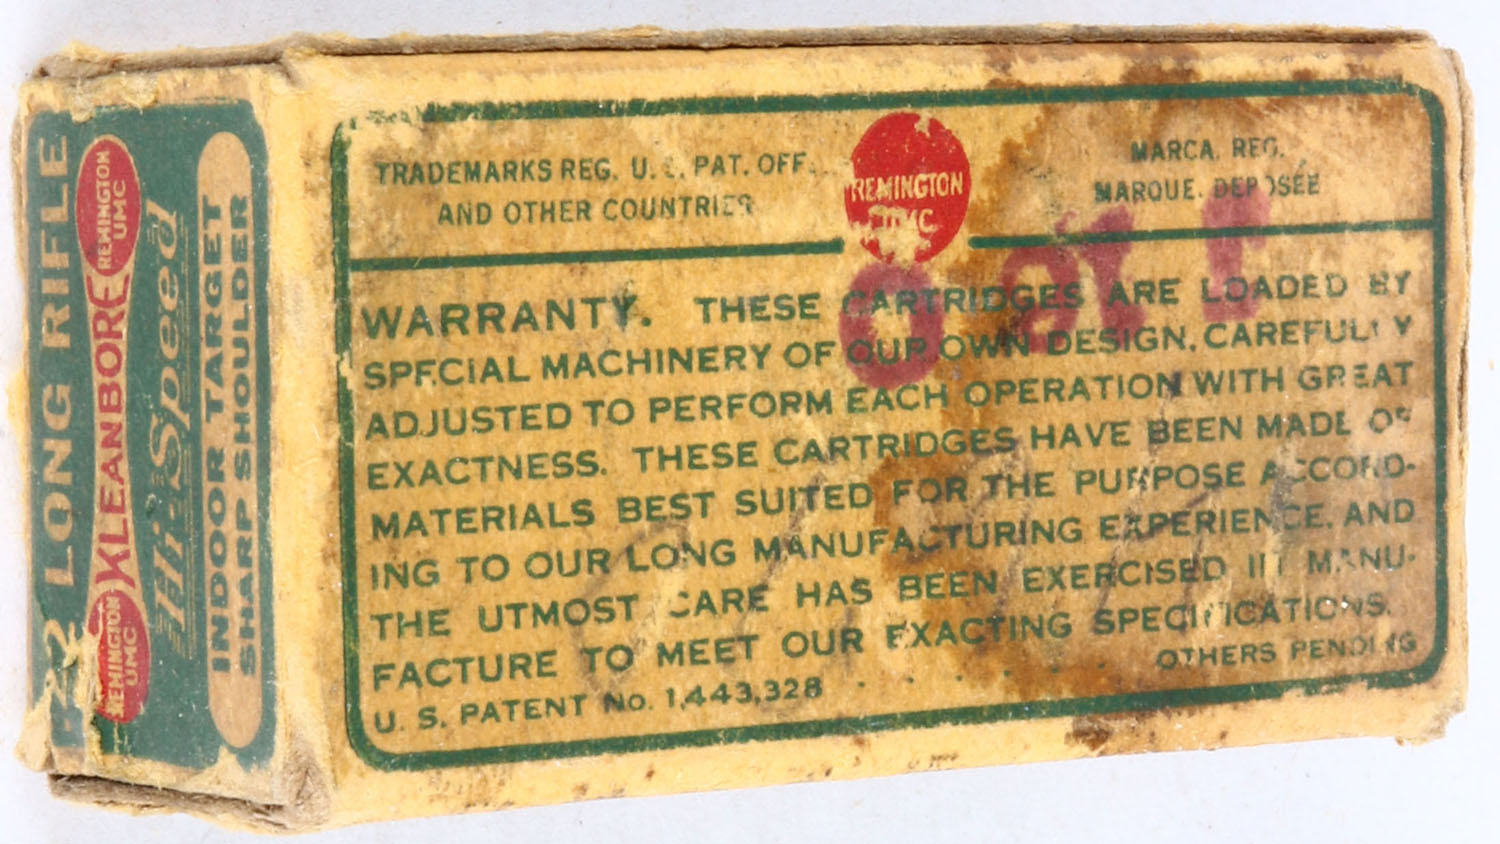 22 LONG RIFLE
REMINGTON
UMC
KLEANBORE
REMINGTON
UMC
Hi-Speed
INDOOR TARGET
SHARP SHOULDER
TRADEMARKS REG. U.S. PAT. OFF.
AND OTHER COUNTRIES
REMINGTON
UMC
MARCA. REG.
MARQUE. DEPOSÉE
WARRANTY. THESE CARTRIDGES ARE LOADED BY
SPECIAL MACHINERY OF OUR OWN DESIGN, CAREFULLY
ADJUSTED TO PERFORM EACH OPERATION WITH GREAT
EXACTNESS. THESE CARTRIDGES HAVE BEEN MADE OF
MATERIALS BEST SUITED FOR THE PURPOSE ACCORD-
ING TO OUR LONG MANUFACTURING EXPERIENCE, AND
THE UTMOST CARE HAS BEEN EXERCISED IN MANU-
FACTURE TO MEET OUR EXACTING SPECIFICATIONS.
U. S. PATENT No. 1,443,328 . . . . . . OTHERS PENDING